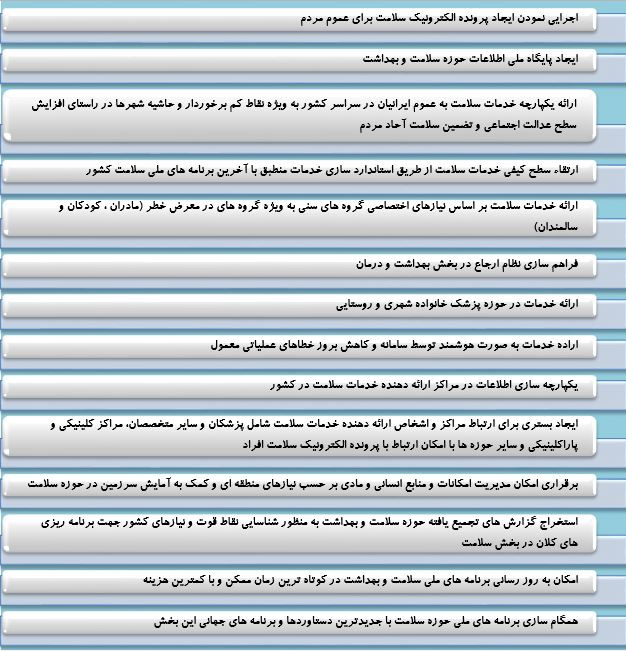 اجرایی نمودن ایجاد پرونده الکترونیک سلامت برای عموم مردم
ایجاد پایگاه ملی اطلاعات حوزه سلامت و بهداشت
ارائه یکپارچه خدمات سلامت به عموم ایرانیان در سراسر کشور به ویژه نقاط کم برخوردار و حاشیه شهرها در راستای افزایش
سطح عدالت اجتماعی و تضمین سلامت آحاد مردم
ارتقاء سطح کیفی خدمات سلامت از طریق استاندارد سازی خدمات منطبق با آخرین برنامه های ملی سلامت کشور
ارائه خدمات سلامت بر اساس نیازهای اختصاصی گروه های سنی به ویژه گروه های در معرض خطر (مادران ، کودکان و
سالمندان)
فراهم سازی نظام ارجاع در بخش بهداشت و درمان
ارائه خدمات در حوزه پزشک خانواده شهری و روستایی
اراده خدمات به صورت هوشمند توسط سامانه و کاهش بروز خطاهای عملیاتی معمول
یکپارچه سازی اطلاعات در مراکز ارائه دهنده خدمات سلامت در کشور
ایجاد بستری برای ارتباط مراکز و اشخاص ارائه دهنده خدمات سلامت شامل پزشکان و سایر متخصصان، مراکز کلینیکی و
پاراکلینیکی و سایر حوزه ها با امکان ارتباط با پرونده الکترونیک سلامت افراد
برقراری امکان مدیریت امکانات و منابع انسانی و مادی بر حسب نیازهای منطقه ای و کمک به آمایش سرزمین در حوزه سلامت
استخراج گزارش های تجمیع یافته حوزه سلامت و بهداشت به منظور شناسایی نقاط قوت و نیازهای کشور جهت برنامه ریزی
های کلان در بخش سلامت
امکان به روز رسانی برنامه های ملی سلامت و بهداشت در کوتاه ترین زمان ممکن و با کمترین هزینه
همگام سازی برنامه های ملی حوزه سلامت با جدیدترین دستاوردها و برنامه های جهانی این بخش